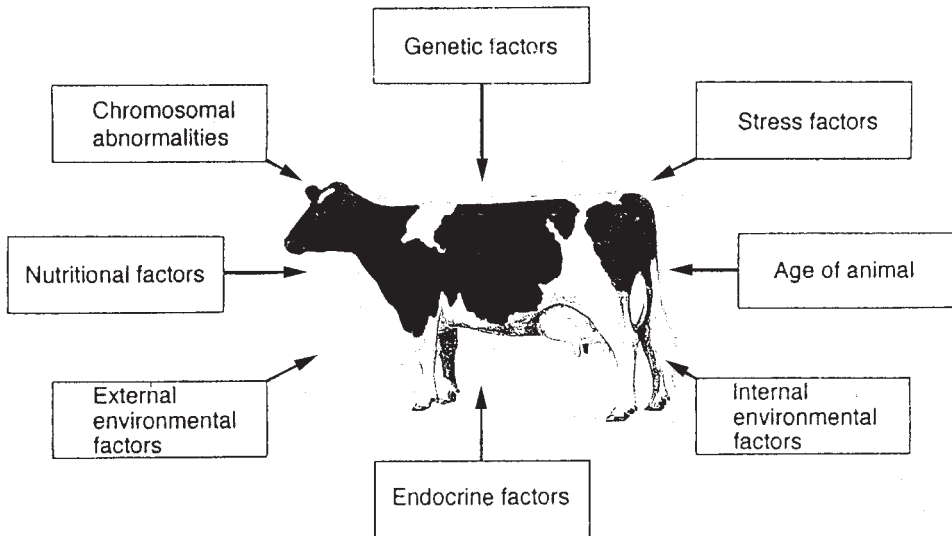 Genetic factors
Chromosomal
abnormalities
Stress factors
Nutritional factors
Age of animal
External
environmental
factors
Internal
environmental
factors
Endocrine factors